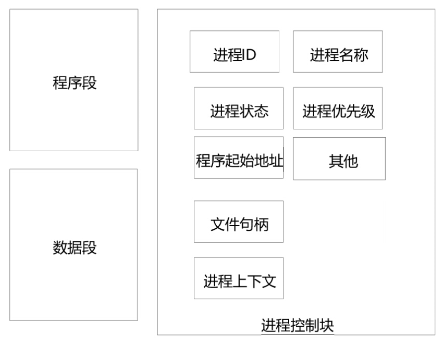 程序段
数据段
进程ID
进程名称
进程状态
进程优先级
程序起始地址
其他
文件句柄
进程上下文
进程控制块